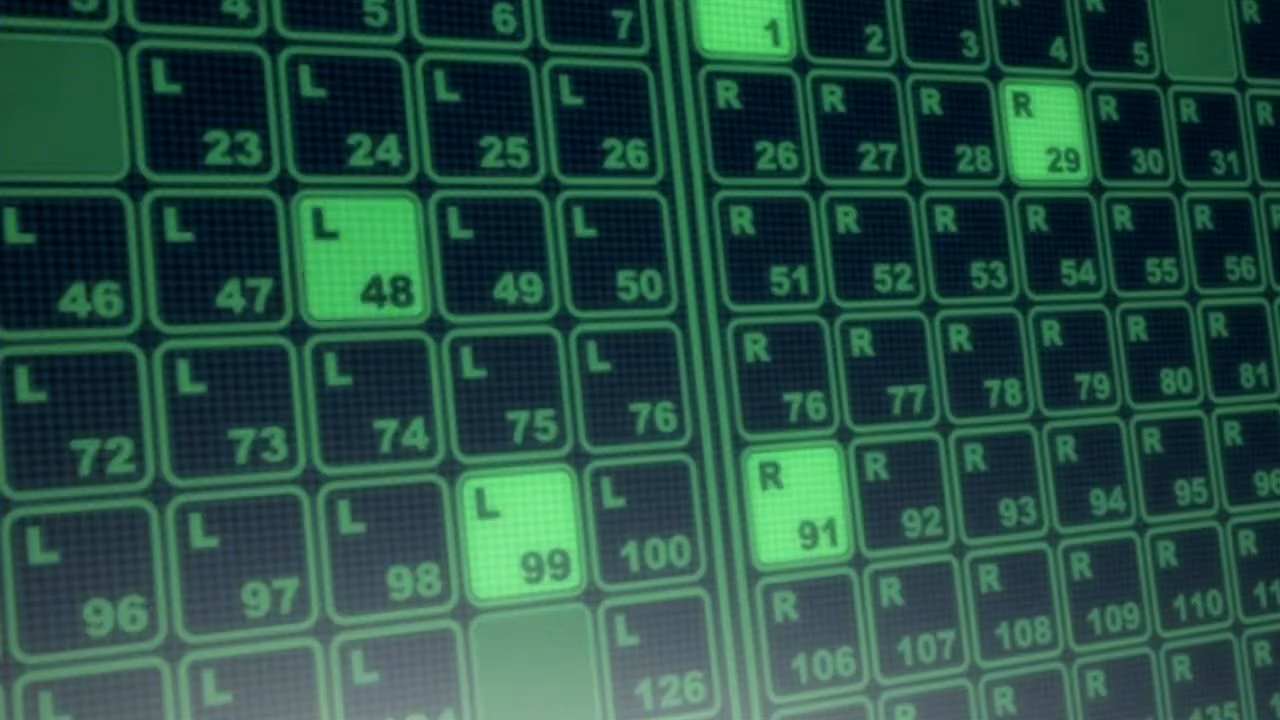 3 4 5 6 7 1 2 3 R 4 R 5 R
L 23 L 24 L 25 L 26 R 26 R 27 R 28 R 29 R 30 R 31 R
L 46 L 47 L 48 L 49 L 50 R 51 R 52 R 53 R 54 R 55 R 56
L 72 L 73 L 74 L 75 L 76 R 76 R 77 R 78 R 79 R 80 R 81
L 96 L 97 L 98 L 99 L 100 R 91 R 92 R 93 R 94 R 95 R 96
L L L L 126 R 106 R 107 R 108 R 109 R 110 R
R R R R R